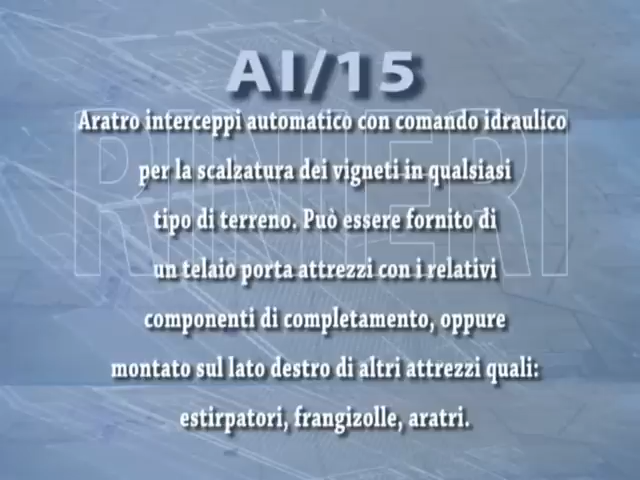 AI/15
Aratro interceppi automatico con comando idraulico
per la scalzatura dei vigneti in qualsiasi
tipo di terreno. Può essere fornito di
un telaio porta attrezzi con i relativi
componenti di completamento, oppure
montato sul lato destro di altri attrezzi quali:
estirpatori, frangizolle, aratri.
RINIERI